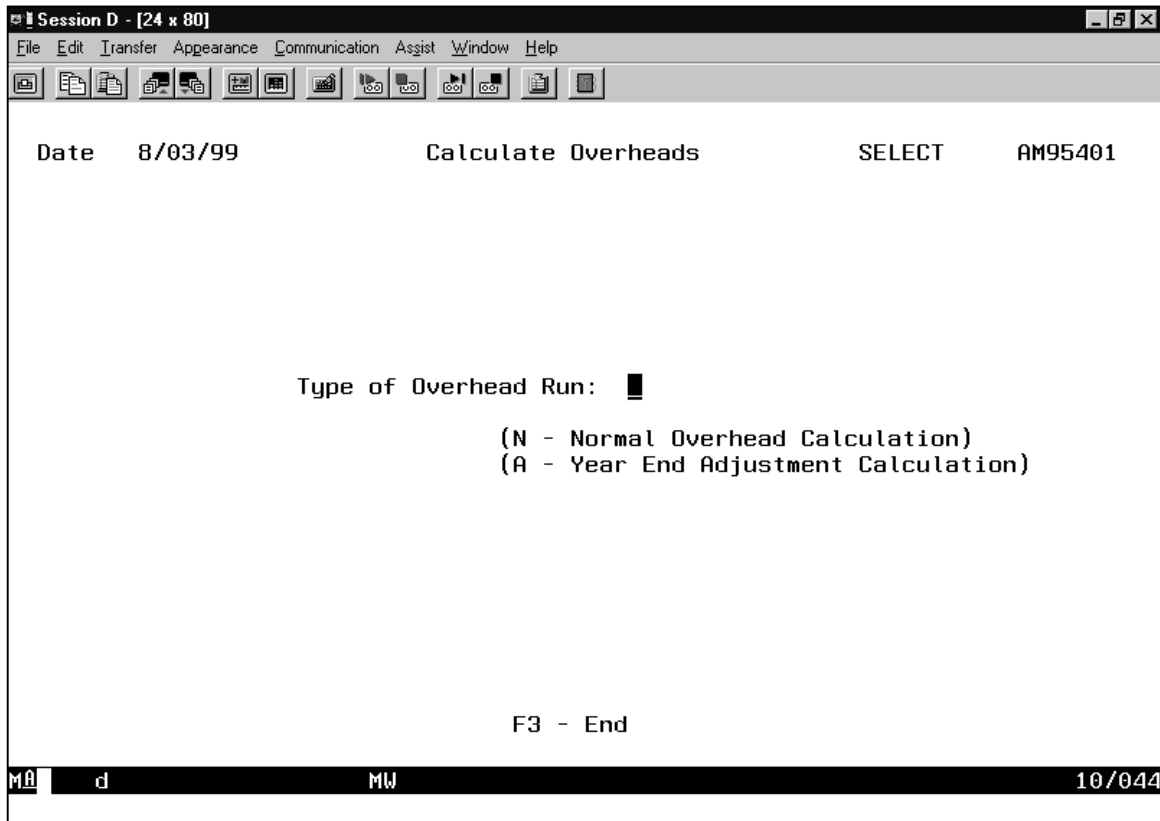 Session D - [24 x 80]
File Edit Transfer Appearance Communication Assist Window Help
Date 8/03/99 Calculate Overheads SELECT AM95401
Type of Overhead Run:
(N - Normal Overhead Calculation)
(A - Year End Adjustment Calculation)
F3 - End
MA d MW 10/044